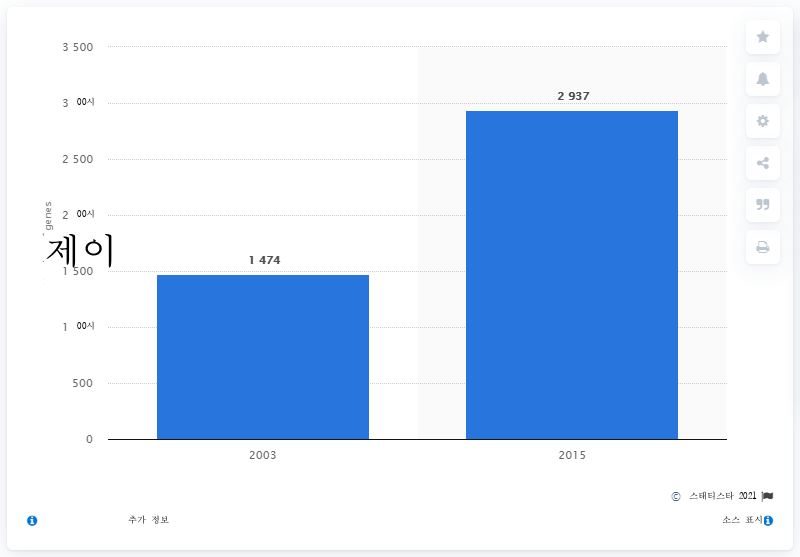 3 500
2 937
3 00시
2 500
2 00시
genes
제이
1 474
1 500
1 00시
500
0
2003 2015
© 스태티스타 2021
추가 정보 소스 표시